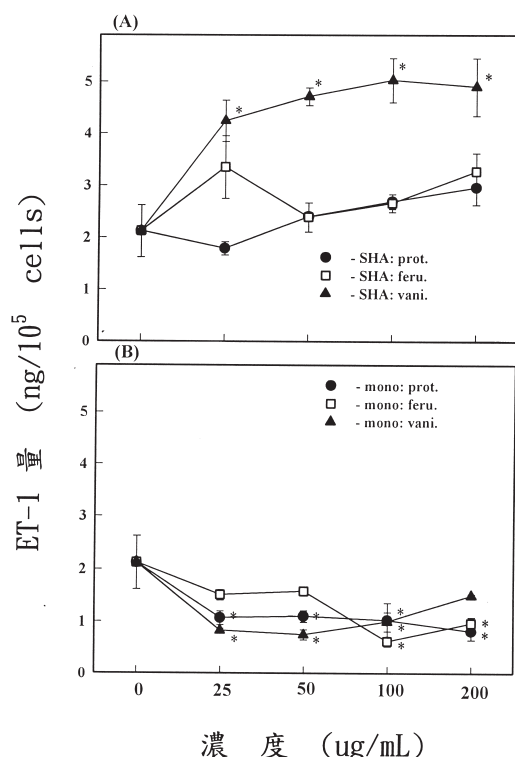 (A)
5
4
3
2
1
0
*
*
*
*
- SHA: prot.
- SHA: feru.
- SHA: vani.
ET-1 量 (ng/10⁵ cells)
(B)
5
4
3
2
1
0
- mono: prot.
- mono: feru.
- mono: vani.
*
*
*
*
*
*
*
*
*
0 25 50 100 200
濃 度 (ug/mL)